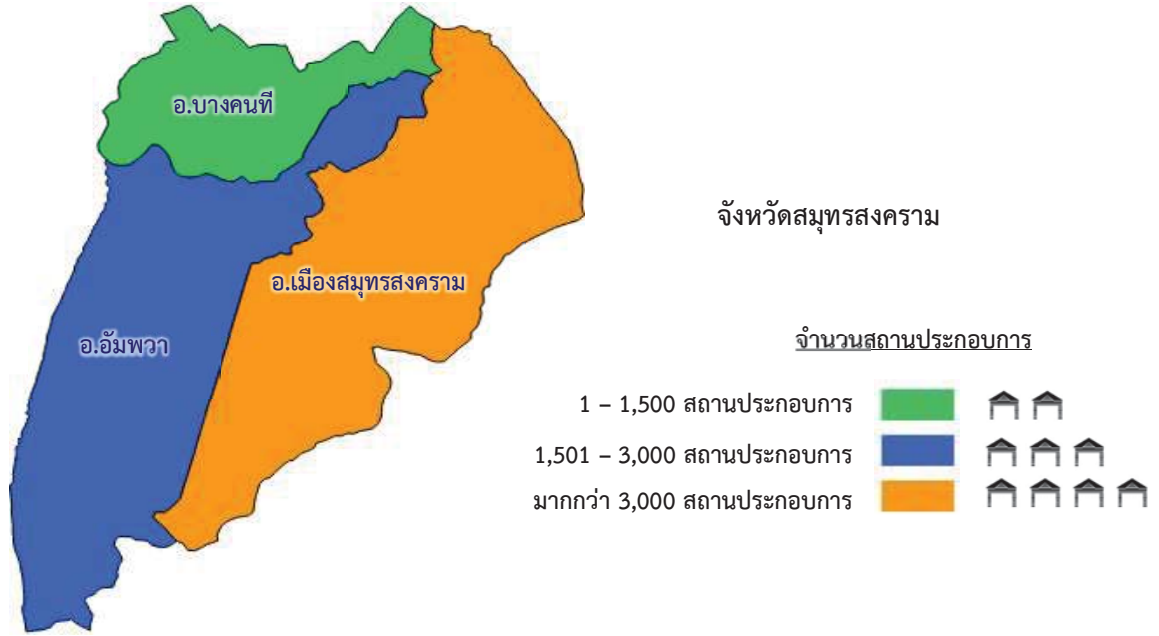 อ.บางคนที
จังหวัดสมุทรสงคราม
อ.เมืองสมุทรสงคราม
อ.อัมพวา
จำนวนสถานประกอบการ
1 – 1,500 สถานประกอบการ
1,501 – 3,000 สถานประกอบการ
มากกว่า 3,000 สถานประกอบการ